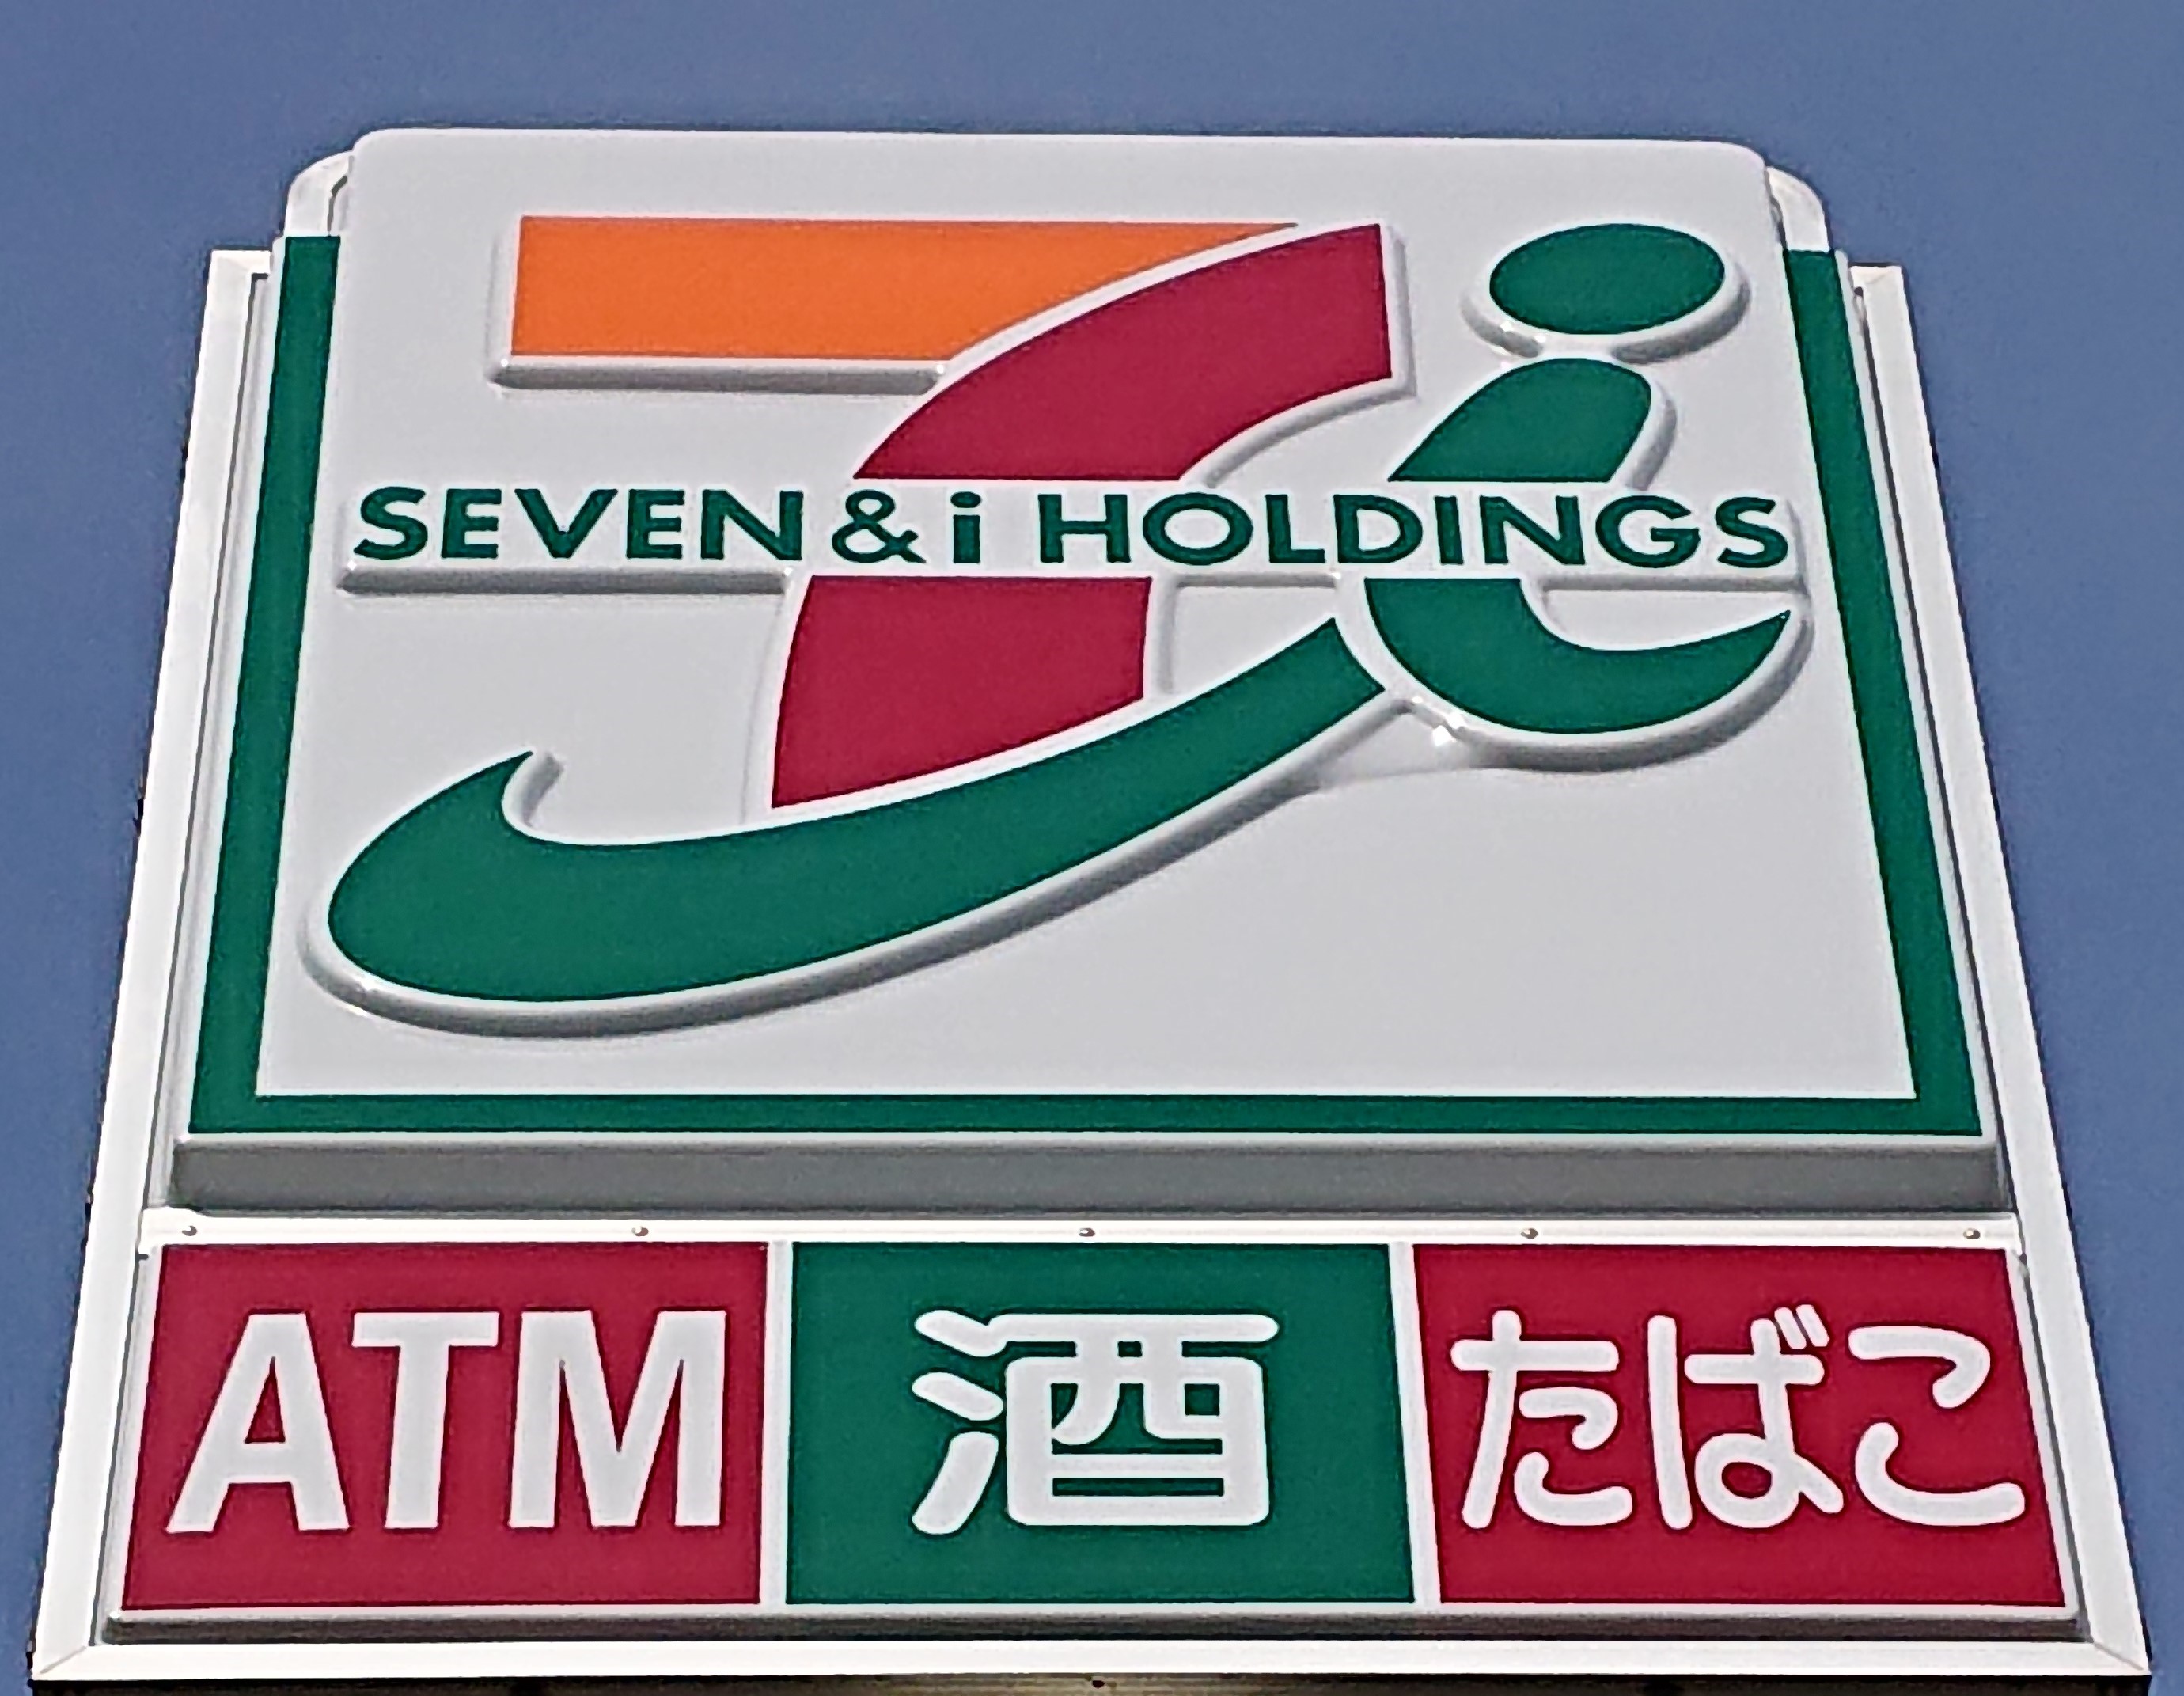 SEVEN & i HOLDINGS
ATM 酒 たばこ